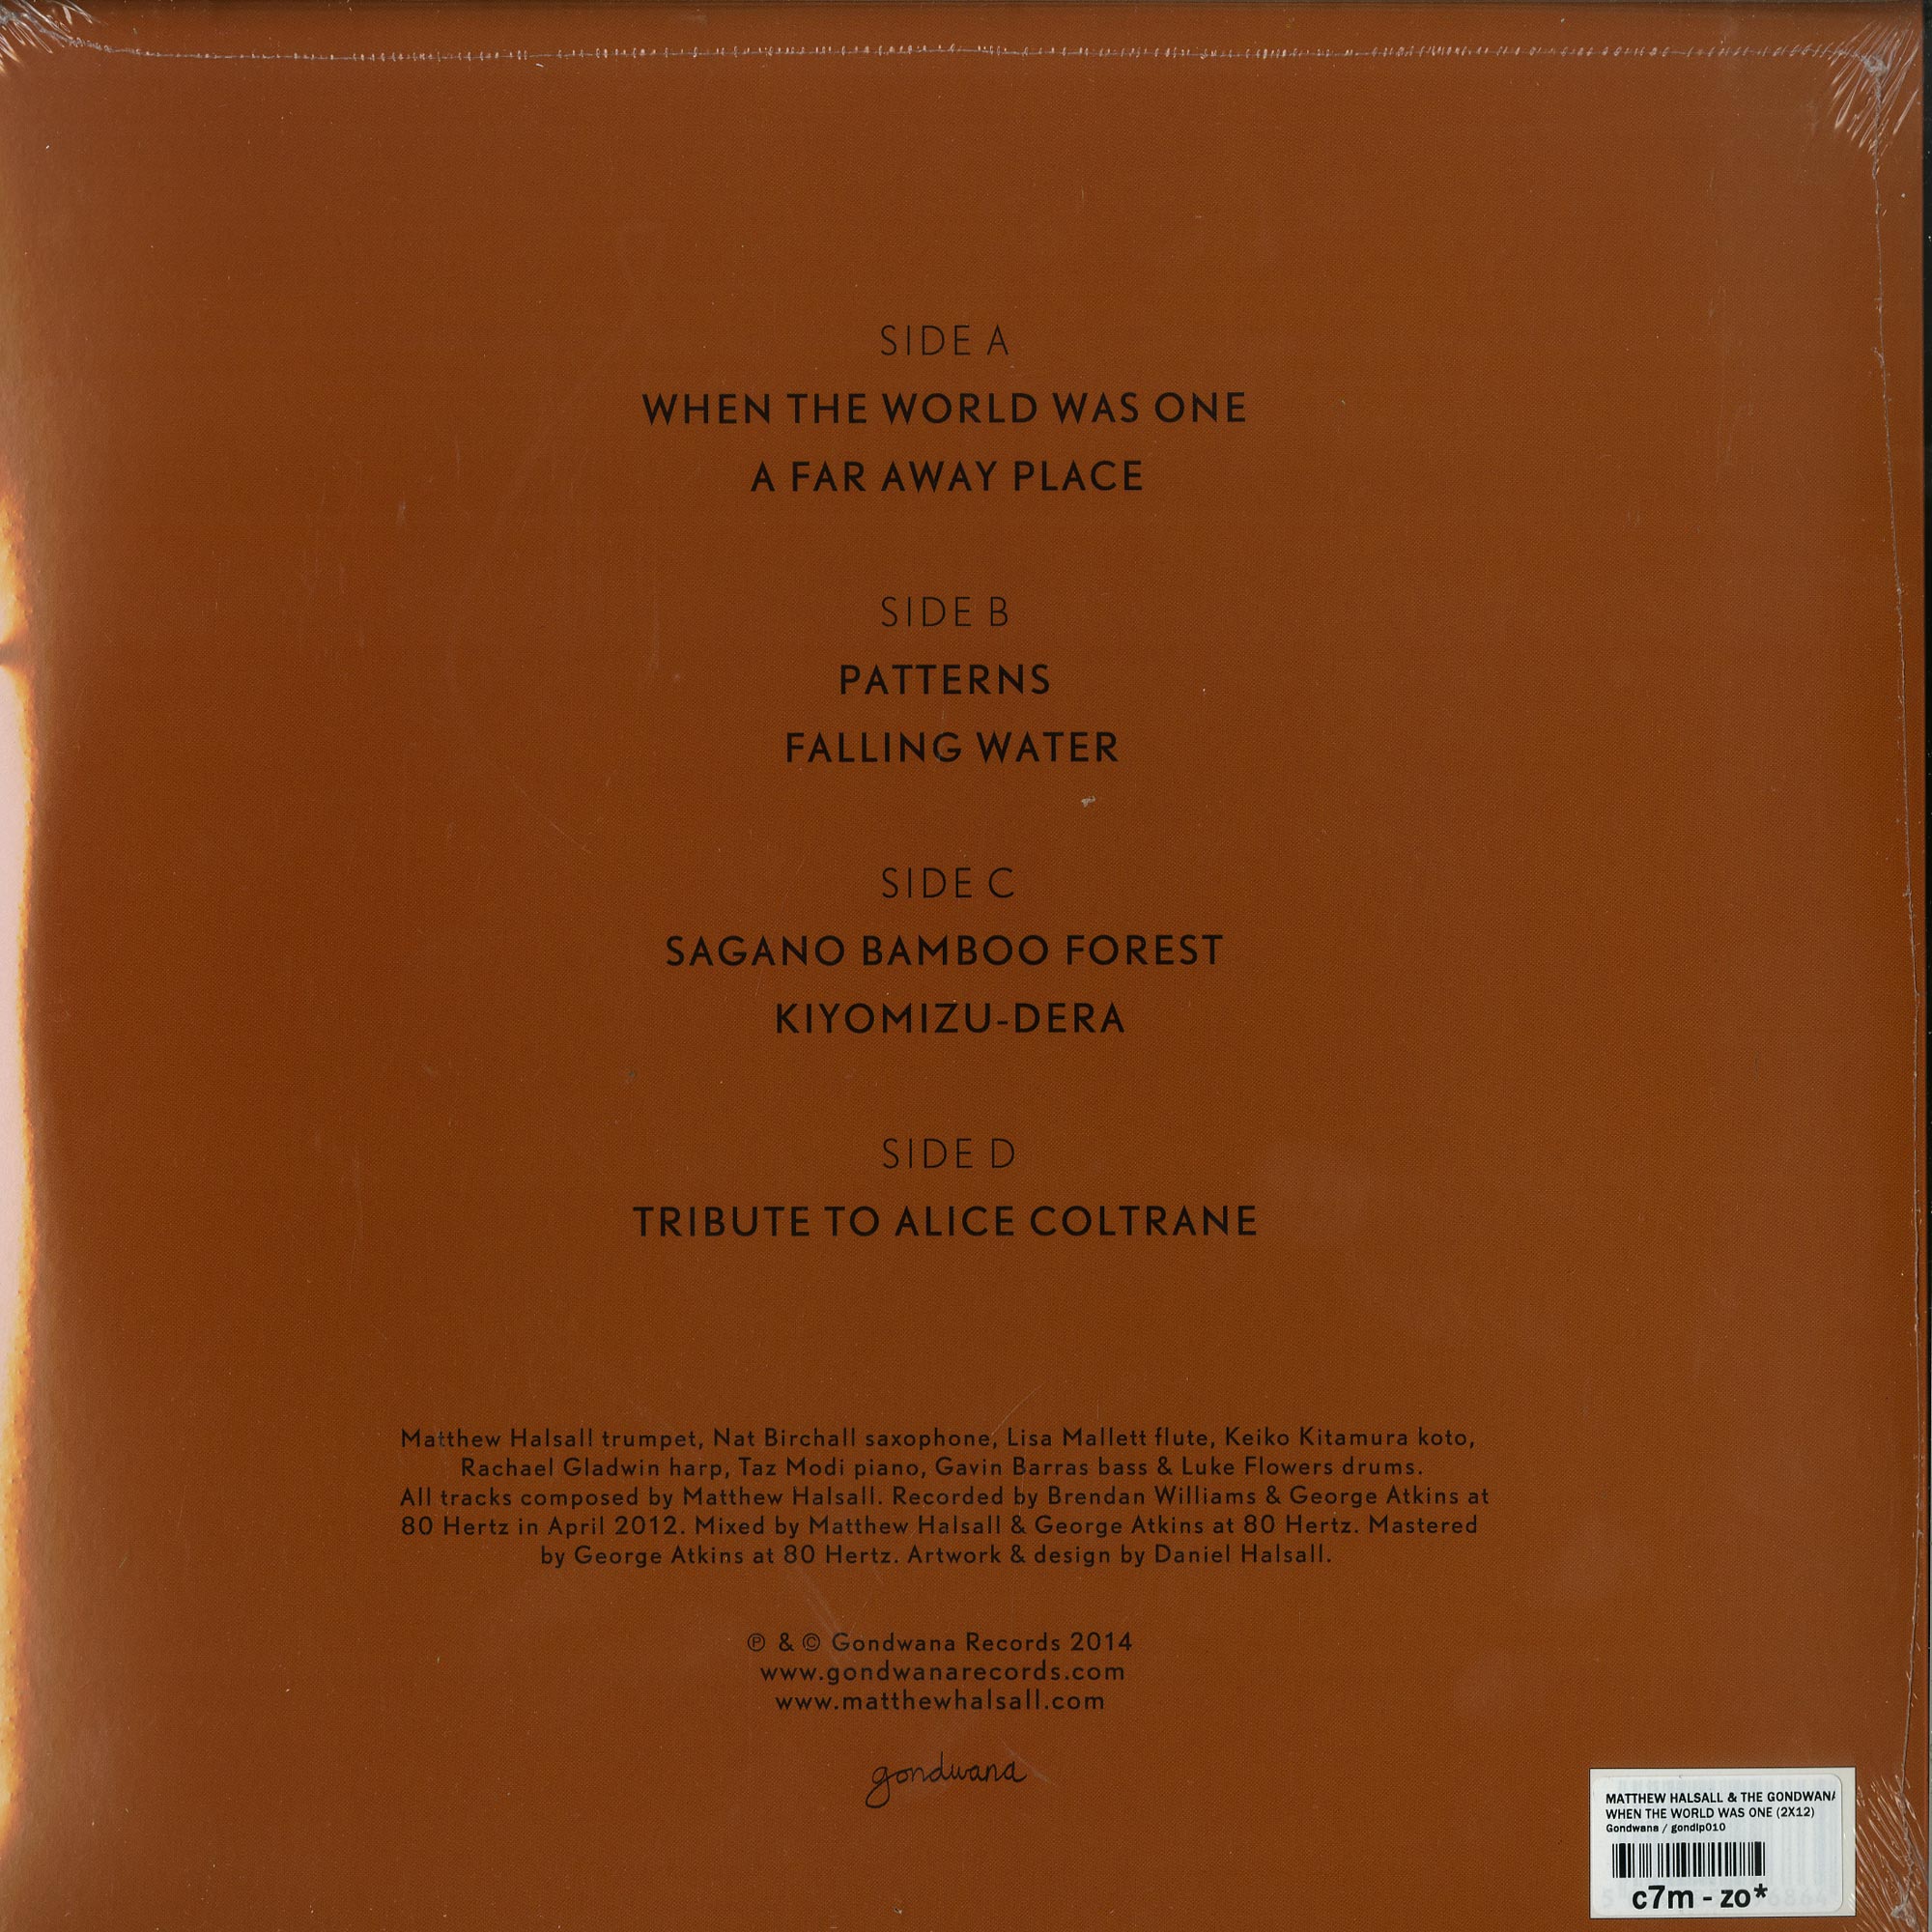 SIDE A
WHEN THE WORLD WAS ONE
A FAR AWAY PLACE
SIDE B
PATTERNS
FALLING WATER
SIDE C
SAGANO BAMBOO FOREST
KIYOMIZU-DERA
SIDE D
TRIBUTE TO ALICE COLTRANE
Matthew Halsall trumpet, Nat Birchall saxophone, Lisa Mallett flute, Keiko Kitamura koto,
Rachael Gladwin harp, Taz Modi piano, Gavin Barras bass & Luke Flowers drums.
All tracks composed by Matthew Halsall. Recorded by Brendan Williams & George Atkins at
80 Hertz in April 2012. Mixed by Matthew Halsall & George Atkins at 80 Hertz. Mastered
by George Atkins at 80 Hertz. Artwork & design by Daniel Halsall.
℗ & © Gondwana Records 2014
www.gondwanarecords.com
www.matthewhalsall.com
gondwana
MATTHEW HALSALL & THE GONDWANA
WHEN THE WORLD WAS ONE (2X12)
Gondwana / gondlp010
c7m - zo*